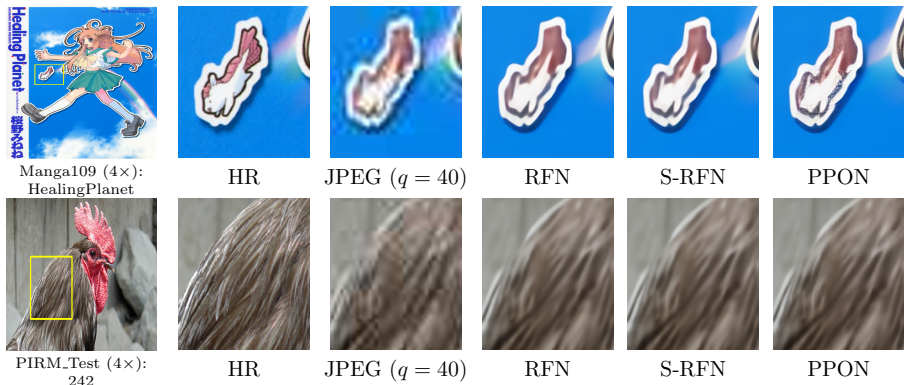 Healing Planet
Manga109 (4×):
HealingPlanet
HR
JPEG (q = 40)
RFN
S-RFN
PPON
PIRM_Test (4×):
242
HR
JPEG (q = 40)
RFN
S-RFN
PPON